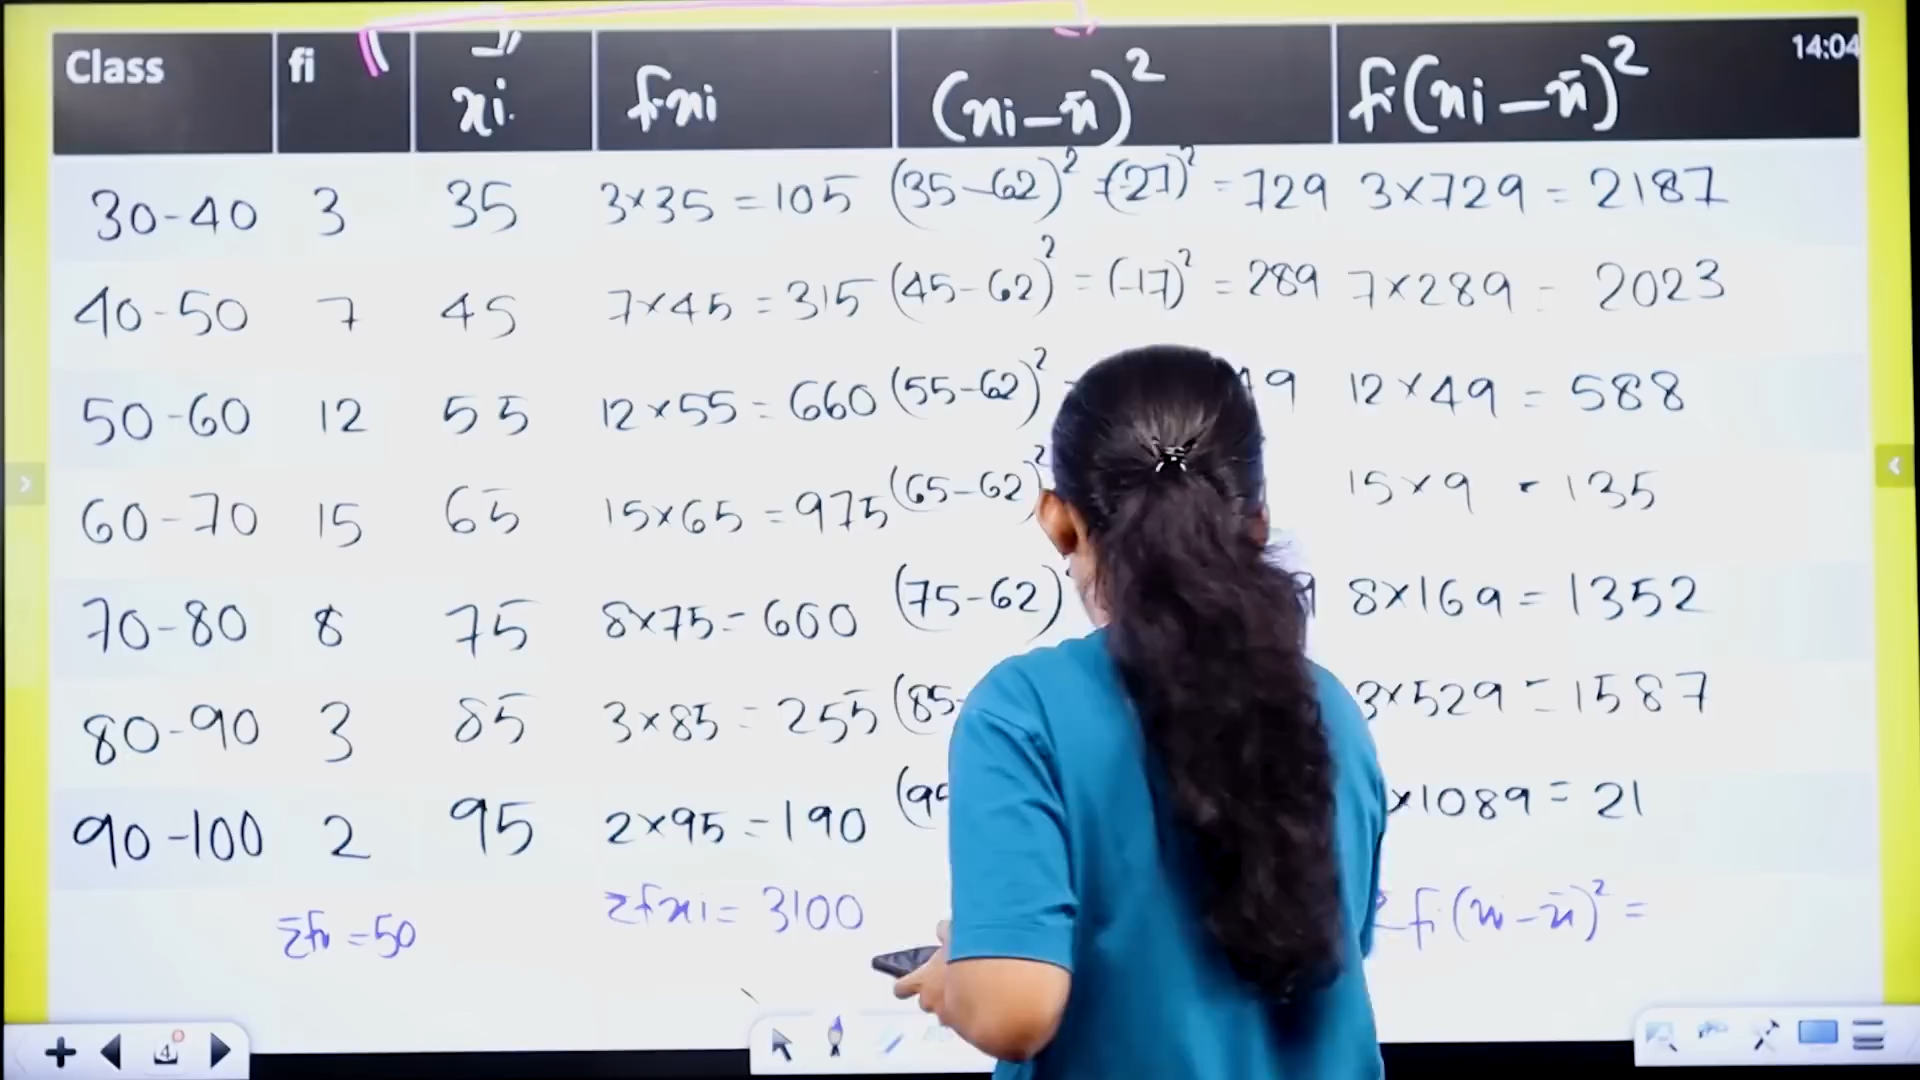 Class fi xi fixi (xi-x̄)² fi(xi-x̄)² 14:04
30-40 3 35 3×35=105 (35-62)² =(-27)² =729 3×729=2187
40-50 7 45 7×45=315 (45-62)² =(-17)² =289 7×289= 2023
50-60 12 55 12×55=660 (55-62)² 12×49=588
60-70 15 65 15×65=975 (65-62)² 15×9 = 135
70-80 8 75 8×75=600 (75-62) 8×169=1352
80-90 3 85 3×85=255 (85- 3×529=1587
90-100 2 95 2×95=190 ×1089=21
Σfi=50 Σfixi=3100 Σfi(xi-x̄)²=
4